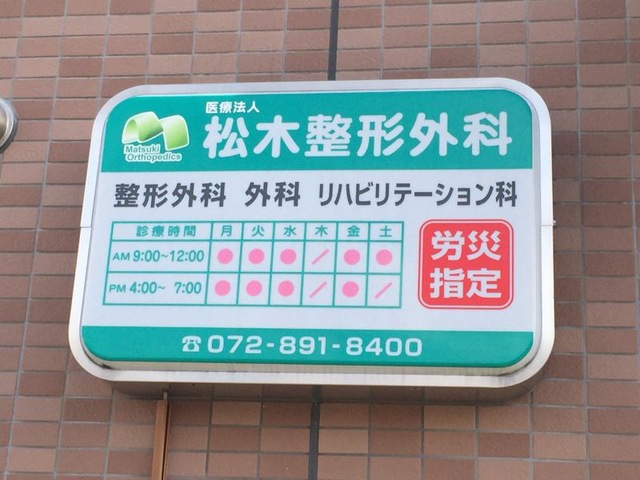 医療法人
松木整形外科
Matsuki
Orthopedics
整形外科 外科 リハビリテーション科
診療時間 月 火 水 木 金 土
AM 9:00~12:00 ● ● ● / ● ●
PM 4:00~ 7:00 ● ● ● / ● /
労災
指定
☎072-891-8400